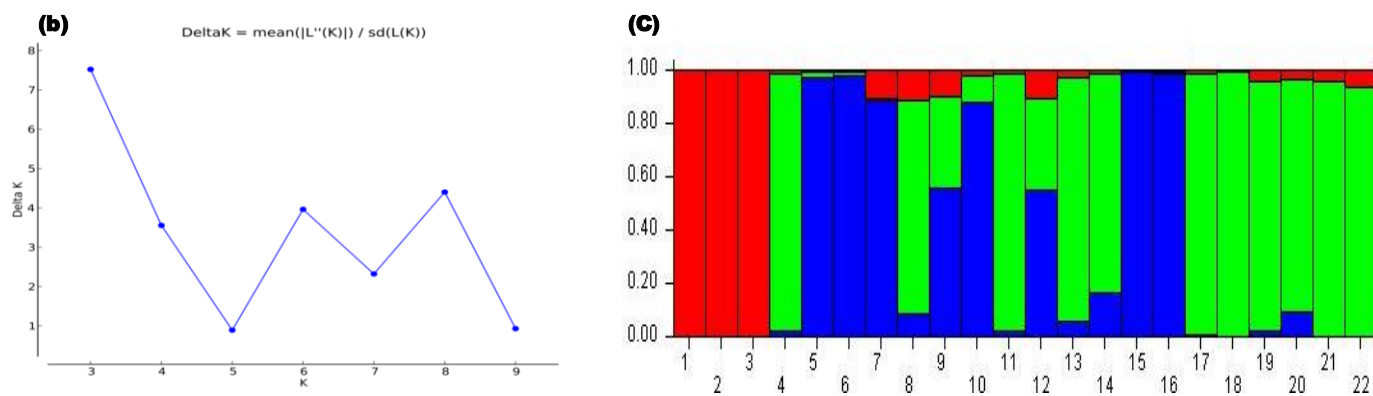 (b)
DeltaK = mean(|L''(K)|) / sd(L(K))
8
7
6
5
4
3
2
1
Delta K
3 4 5 6 7 8 9
K
(C)
1.00
0.80
0.60
0.40
0.20
0.00
1 3 5 7 9 11 13 15 17 19 21
2 4 6 8 10 12 14 16 18 20 22